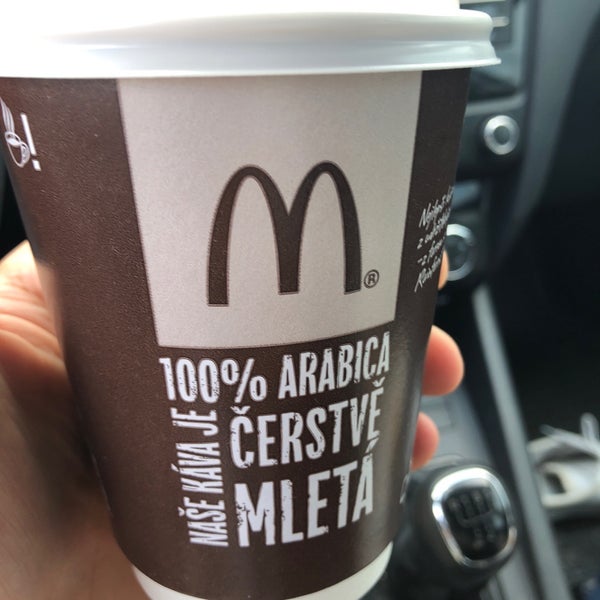 !
M®
NAŠE KÁVA JE
100% ARABICA
ČERSTVĚ
MLETÁ
z